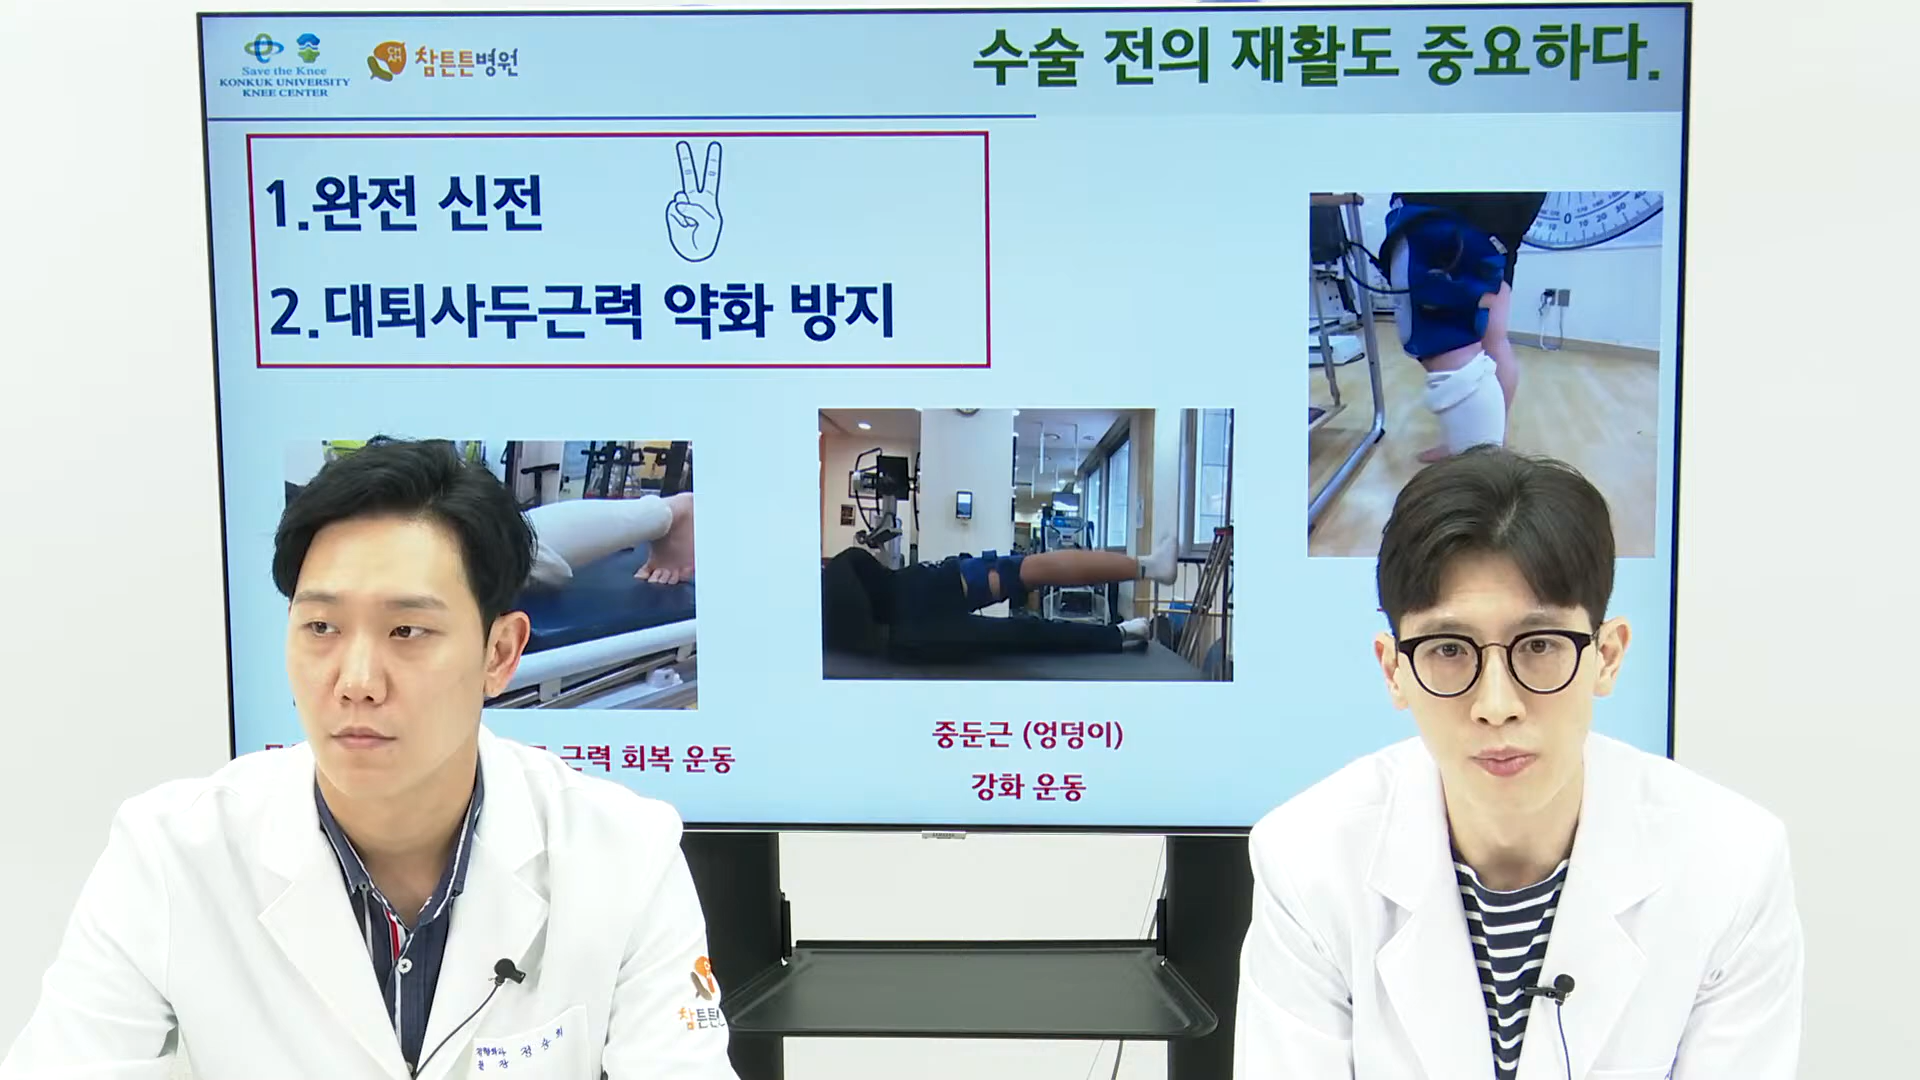 Save the Knee
KONKUK UNIVERSITY
KNEE CENTER
참튼튼병원
수술 전의 재활도 중요하다.
1.완전 신전
2.대퇴사두근력 약화 방지
근력 회복 운동
중둔근 (엉덩이)
강화 운동
참튼튼